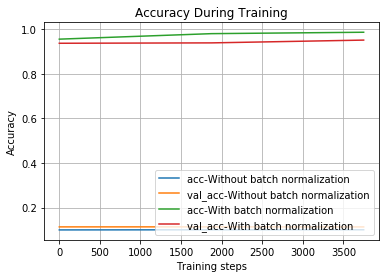 Accuracy During Training
Accuracy
1.0
0.8
0.6
0.4
0.2
acc-Without batch normalization
val_acc-Without batch normalization
acc-With batch normalization
val_acc-With batch normalization
0 500 1000 1500 2000 2500 3000 3500
Training steps